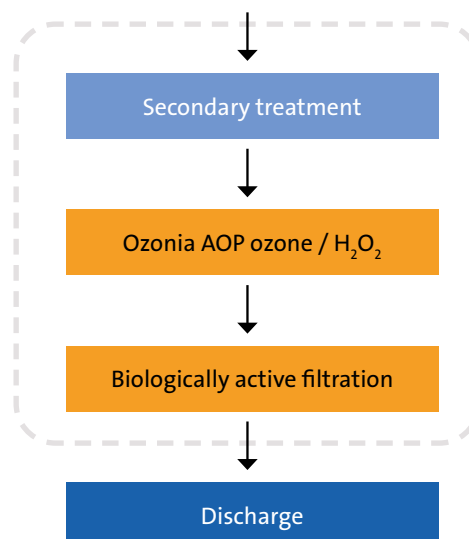 Secondary treatment
Ozonia AOP ozone / H₂O₂
Biologically active filtration
Discharge